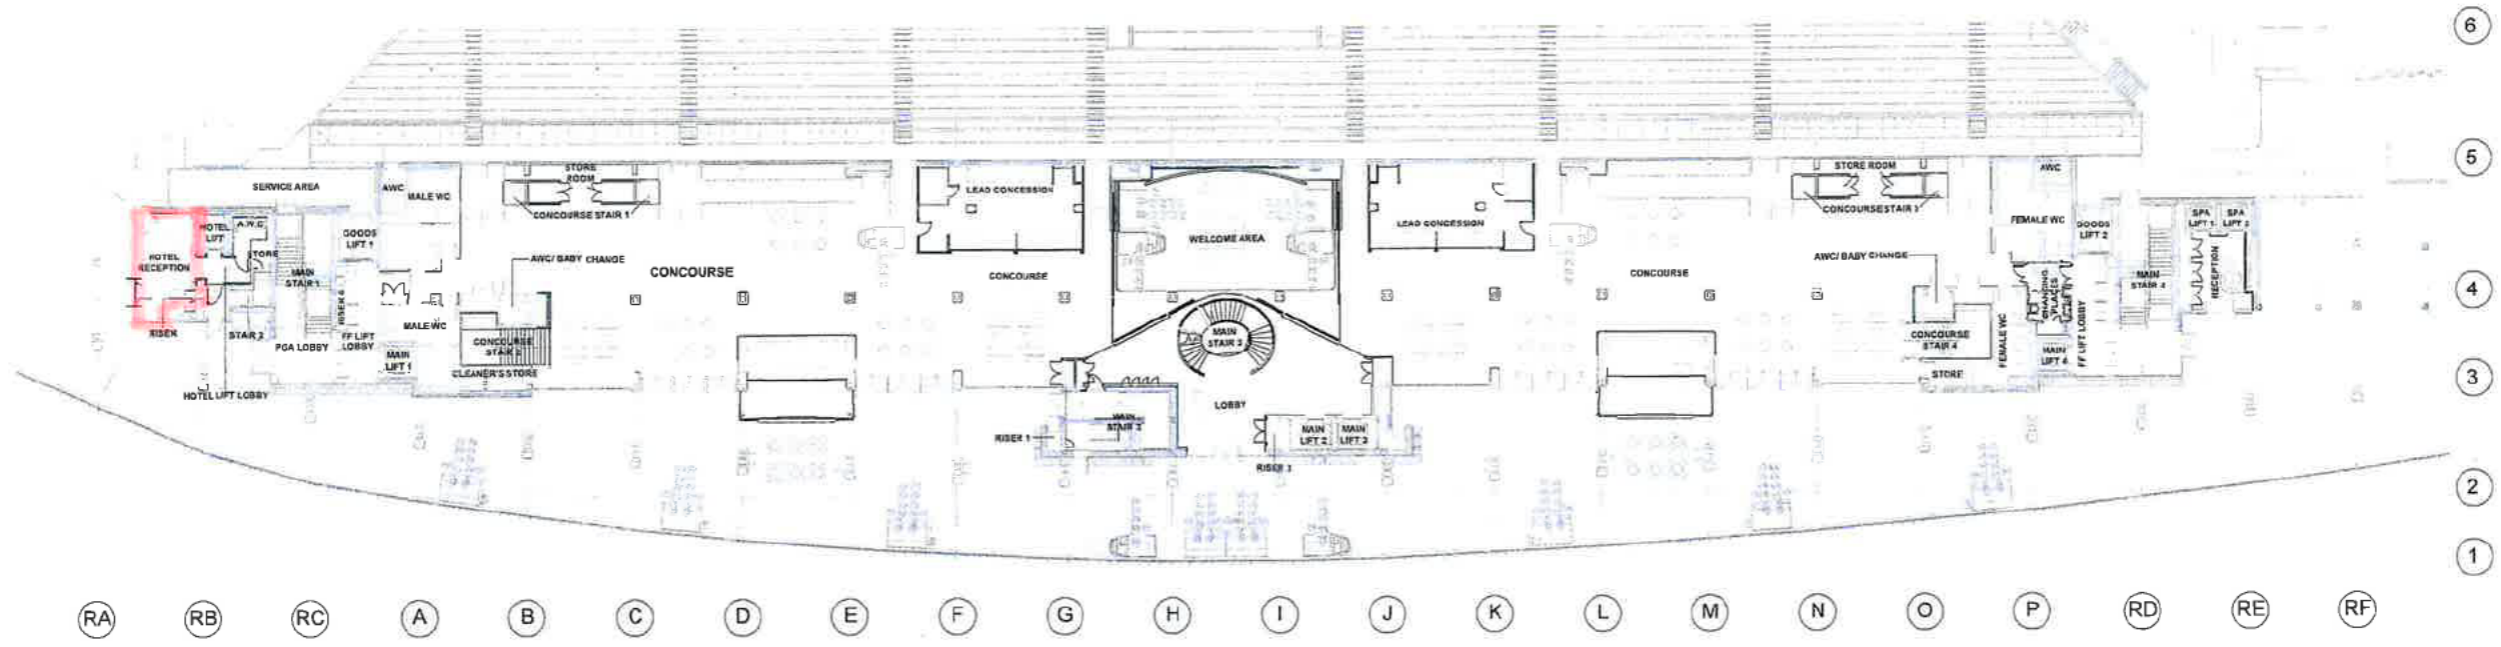 6
5
STORE
ROOM
STORE ROOM
SERVICE AREA
AWC
MALE WC
LEAD CONCESSION
AWC
CONCOURSE STAIR 1
CONCOURSE STAIR 3
HOTEL
LIFT
A.W.C
GOODS
LIFT 1
WELCOME AREA
LEAD CONCESSION
FEMALE WC
GOODS
LIFT 2
SPA
LIFT 1
SPA
LIFT 2
HOTEL
RECEPTION
STORE
MAIN
STAIR 1
AWC/ BABY CHANGE
CONCOURSE
CONCOURSE
CONCOURSE
AWC/ BABY CHANGE
CHANGING
PLACES
MAIN
STAIR 4
RECEPTION
4
RISER 4
RISER
STAIR 2
PGA LOBBY
FF LIFT
LOBBY
MALE WC
MAIN
LIFT 1
CONCOURSE
STAIR 2
CLEANER'S STORE
MAIN
STAIR 3
CONCOURSE
STAIR 4
FEMALE WC
MAIN
LIFT 4
FF LIFT LOBBY
STORE
3
HOTEL LIFT LOBBY
LOBBY
MAIN
STAIR 2
RISER 1
MAIN
LIFT 2
MAIN
LIFT 3
RISER 3
2
1
RA
RB
RC
A
B
C
D
E
F
G
H
I
J
K
L
M
N
O
P
RD
RE
RF